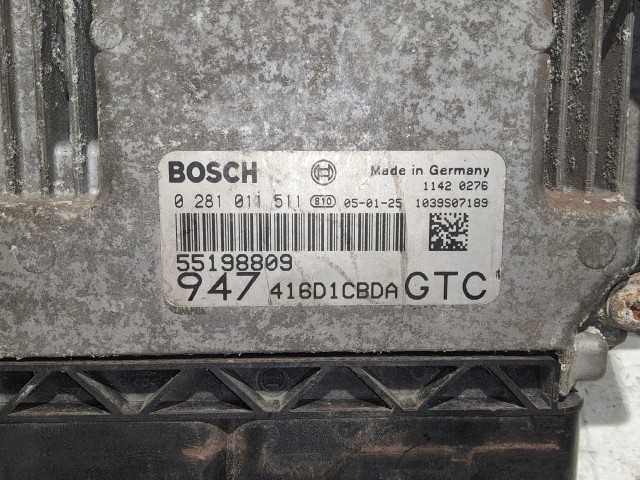 BOSCH Made in Germany
1142 0276
0 281 011 511 810 05-01-25 1039S07189
55198809
947 416D1CBDA GTC